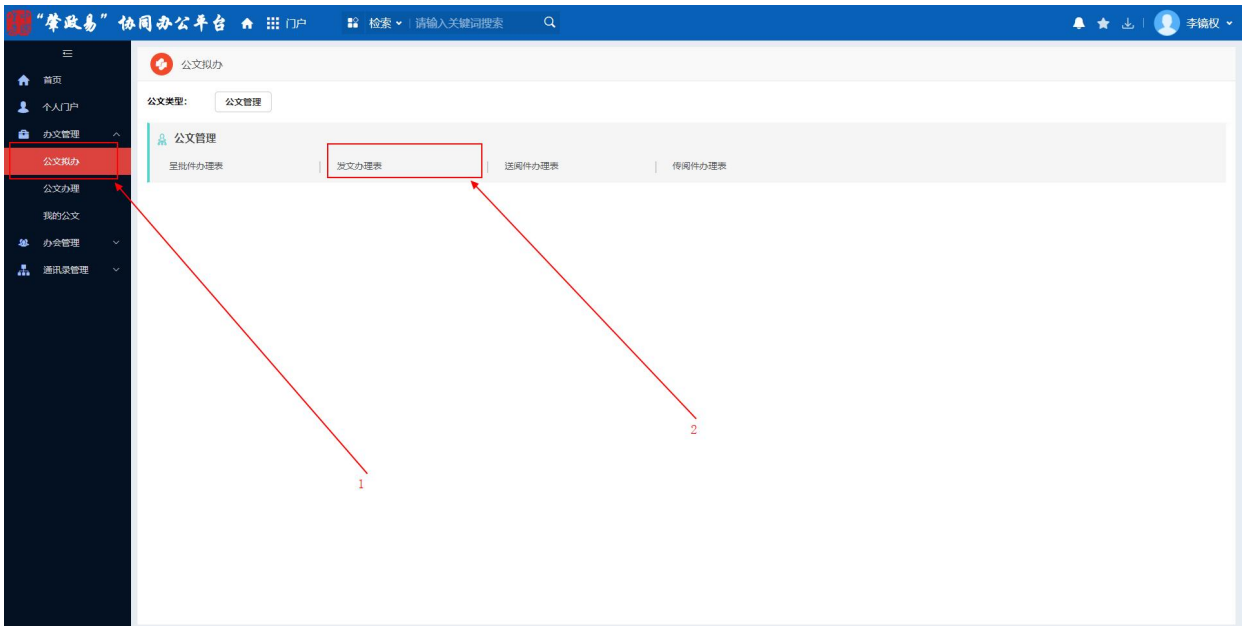 “肇政易”协同办公平台 门户 检索 请输入关键词搜索 李镜权
首页
个人门户
办文管理
公文拟办
公文办理
我的公文
办会管理
通讯录管理
公文拟办
公文类型： 公文管理
公文管理
呈批件办理表 发文办理表 送阅件办理表 传阅件办理表
2
1